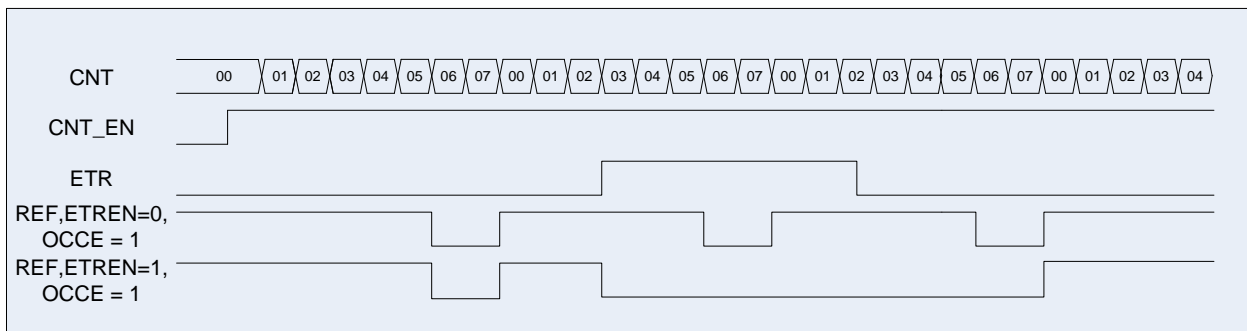 CNT 00 01 02 03 04 05 06 07 00 01 02 03 04 05 06 07 00 01 02 03 04 05 06 07 00 01 02 03 04
CNT_EN
ETR
REF,ETREN=0,
OCCE = 1
REF,ETREN=1,
OCCE = 1